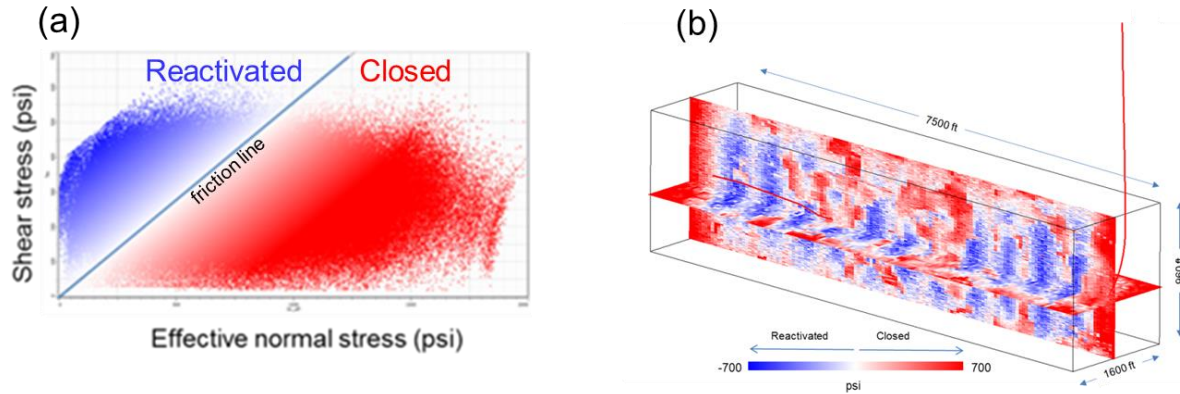 (a)
Reactivated Closed
friction line
Shear stress (psi)
Effective normal stress (psi)
(b)
7500 ft
1600 ft
Reactivated Closed
-700 700
psi